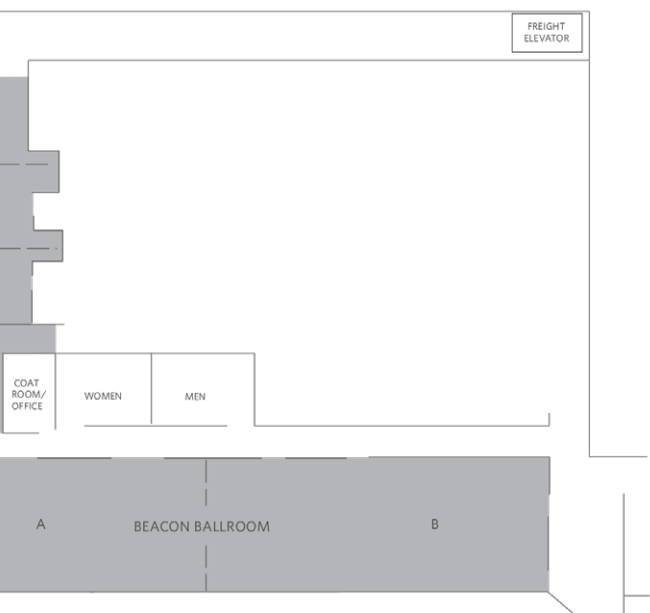 FREIGHT
ELEVATOR
COAT
ROOM/
OFFICE
WOMEN
MEN
A
BEACON BALLROOM
B